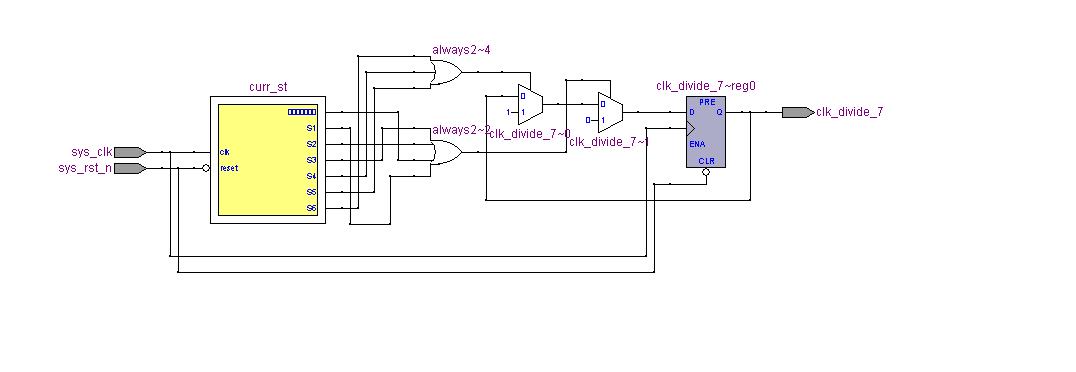 always2~4
curr_st
clk_divide_7~reg0
PRE
D
Q
clk_divide_7
0
1
1
0
0
1
clk_divide_7~0
clk_divide_7~1
always2~2
S1
S2
S3
S4
S5
S6
sys_clk
clk
sys_rst_n
reset
ENA
CLR